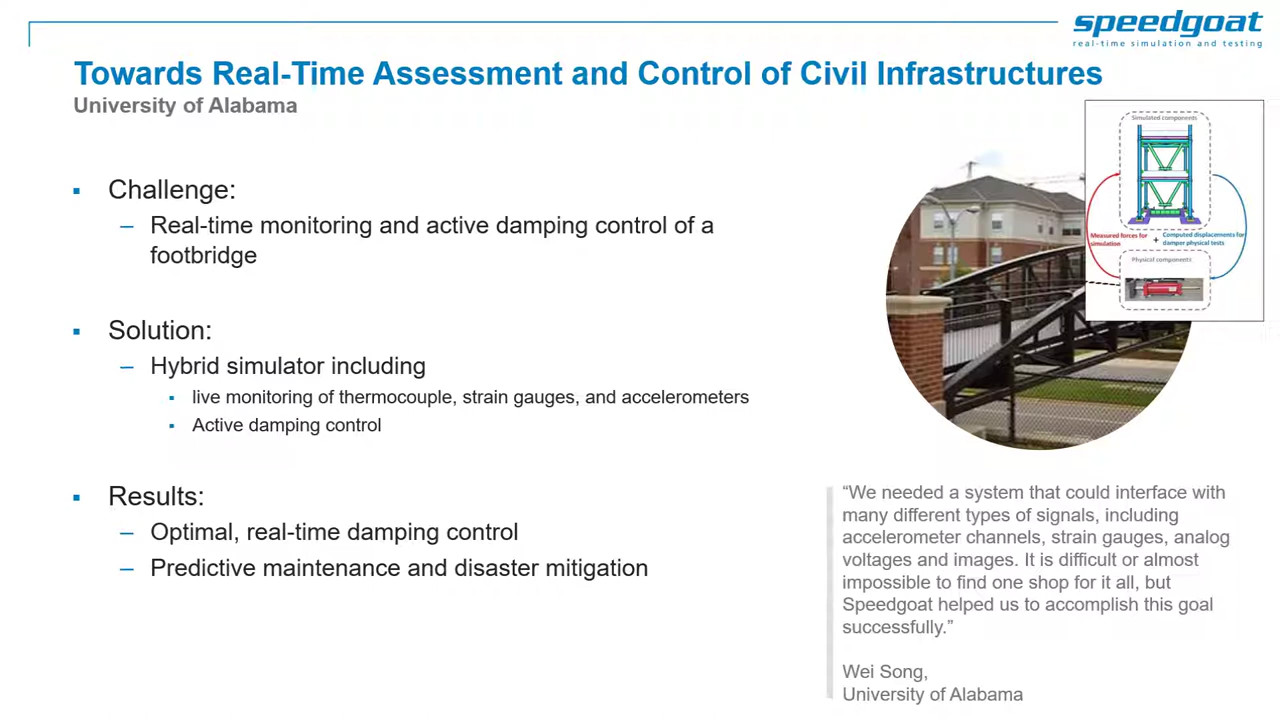 speedgoat
real-time simulation and testing
Towards Real-Time Assessment and Control of Civil Infrastructures
University of Alabama
▪ Challenge:
– Real-time monitoring and active damping control of a
footbridge
▪ Solution:
– Hybrid simulator including
▪ live monitoring of thermocouple, strain gauges, and accelerometers
▪ Active damping control
▪ Results:
– Optimal, real-time damping control
– Predictive maintenance and disaster mitigation
Simulated components
Measured forces for
simulation
+
Computed displacements for
damper physical tests
Physical components
“We needed a system that could interface with
many different types of signals, including
accelerometer channels, strain gauges, analog
voltages and images. It is difficult or almost
impossible to find one shop for it all, but
Speedgoat helped us to accomplish this goal
successfully.”
Wei Song,
University of Alabama